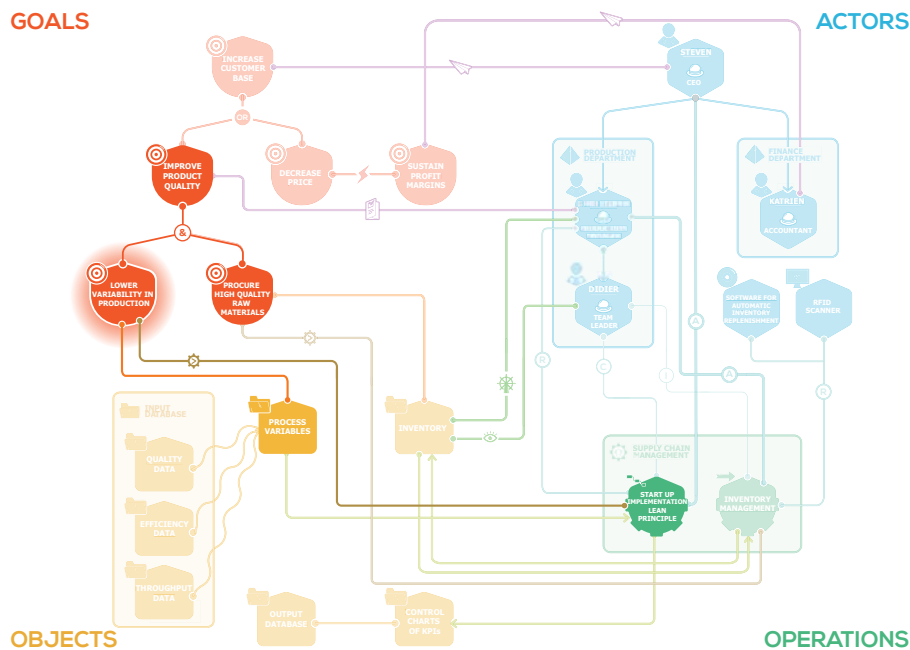 GOALS
ACTORS
INCREASE
CUSTOMER
BASE
STEVEN
CEO
OR
PRODUCTION
DEPARTMENT
FINANCE
DEPARTMENT
IMPROVE
PRODUCT
QUALITY
DECREASE
PRICE
SUSTAIN
PROFIT
MARGINS
KATRIEN
ACCOUNTANT
&
LOWER
VARIABILITY IN
PRODUCTION
PROCURE
HIGH QUALITY
RAW
MATERIALS
DIDIER
TEAM
LEADER
SOFTWARE FOR
AUTOMATIC
INVENTORY
REPLENISHMENT
RFID
SCANNER
A
R
C
I
A
R
INPUT
DATABASE
PROCESS
VARIABLES
INVENTORY
QUALITY
DATA
SUPPLY CHAIN
MANAGEMENT
START UP
IMPLEMENTATION
LEAN
PRINCIPLE
INVENTORY
MANAGEMENT
EFFICIENCY
DATA
THROUGHPUT
DATA
OUTPUT
DATABASE
CONTROL
CHARTS
OF KPIs
OBJECTS
OPERATIONS